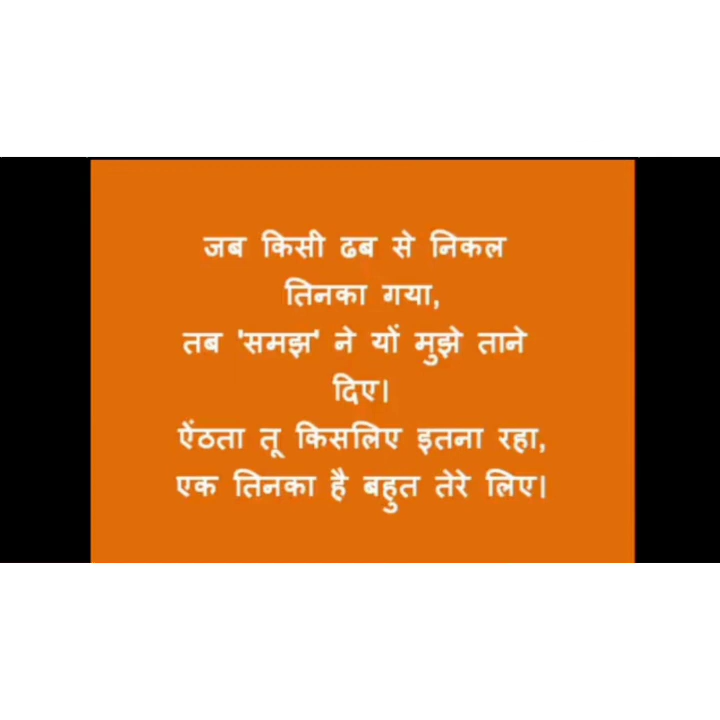 जब किसी ढब से निकल
तिनका गया,
तब 'समझ' ने यों मुझे ताने
दिए।
ऐंठता तू किसलिए इतना रहा,
एक तिनका है बहुत तेरे लिए।